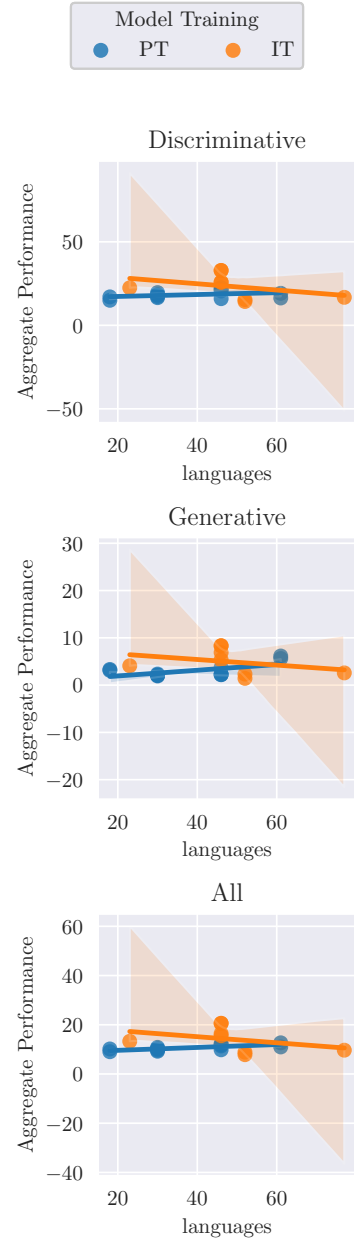 Model Training
PT IT
Discriminative
Aggregate Performance
50
0
−50
20 40 60
languages
Generative
Aggregate Performance
30
20
10
0
−10
−20
20 40 60
languages
All
Aggregate Performance
60
40
20
0
−20
−40
20 40 60
languages